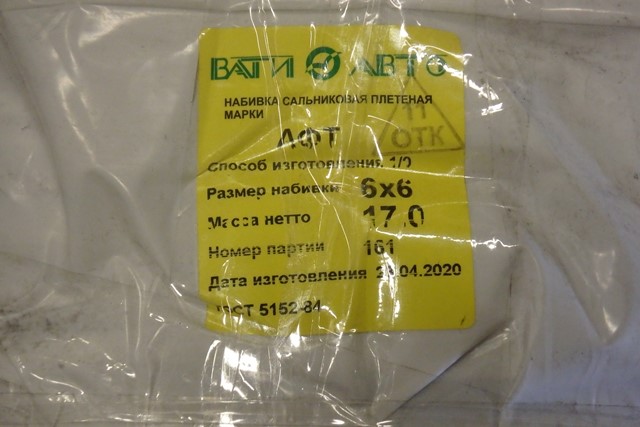 ВАТИ АВТО
НАБИВКА САЛЬНИКОВАЯ ПЛЕТЕНАЯ
МАРКИ
АФТ
11
ОТК
Способ изготовления 1/0
Размер набивки 6х6
Масса нетто 17,0
Номер партии 161
Дата изготовления .04.2020
ГОСТ 5152-84